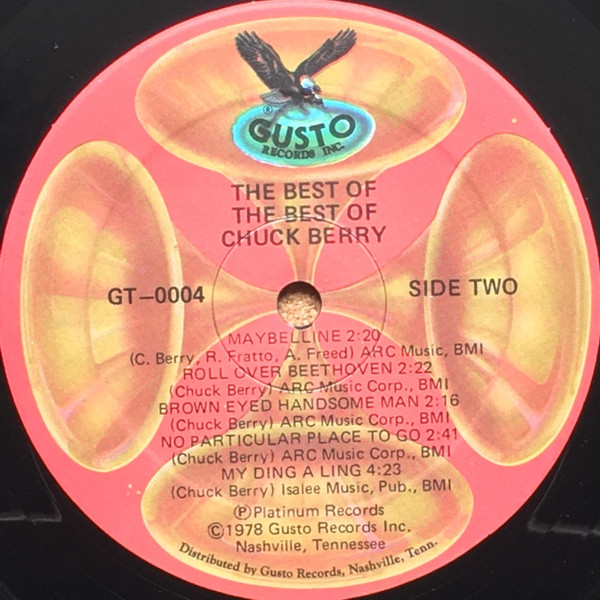 ®
GUSTO
RECORDS INC.
THE BEST OF
THE BEST OF
CHUCK BERRY
GT-0004
SIDE TWO
MAYBELLINE 2:20
(C. Berry, R. Fratto, A. Freed) ARC Music, BMI
ROLL OVER BEETHOVEN 2:22
(Chuck Berry) ARC Music Corp., BMI
BROWN EYED HANDSOME MAN 2:16
(Chuck Berry) ARC Music Corp., BMI
NO PARTICULAR PLACE TO GO 2:41
(Chuck Berry) ARC Music Corp., BMI
MY DING A LING 4:23
(Chuck Berry) Isalee Music, Pub., BMI
Ⓟ Platinum Records
©1978 Gusto Records Inc.
Nashville, Tennessee
Distributed by Gusto Records, Nashville, Tenn.